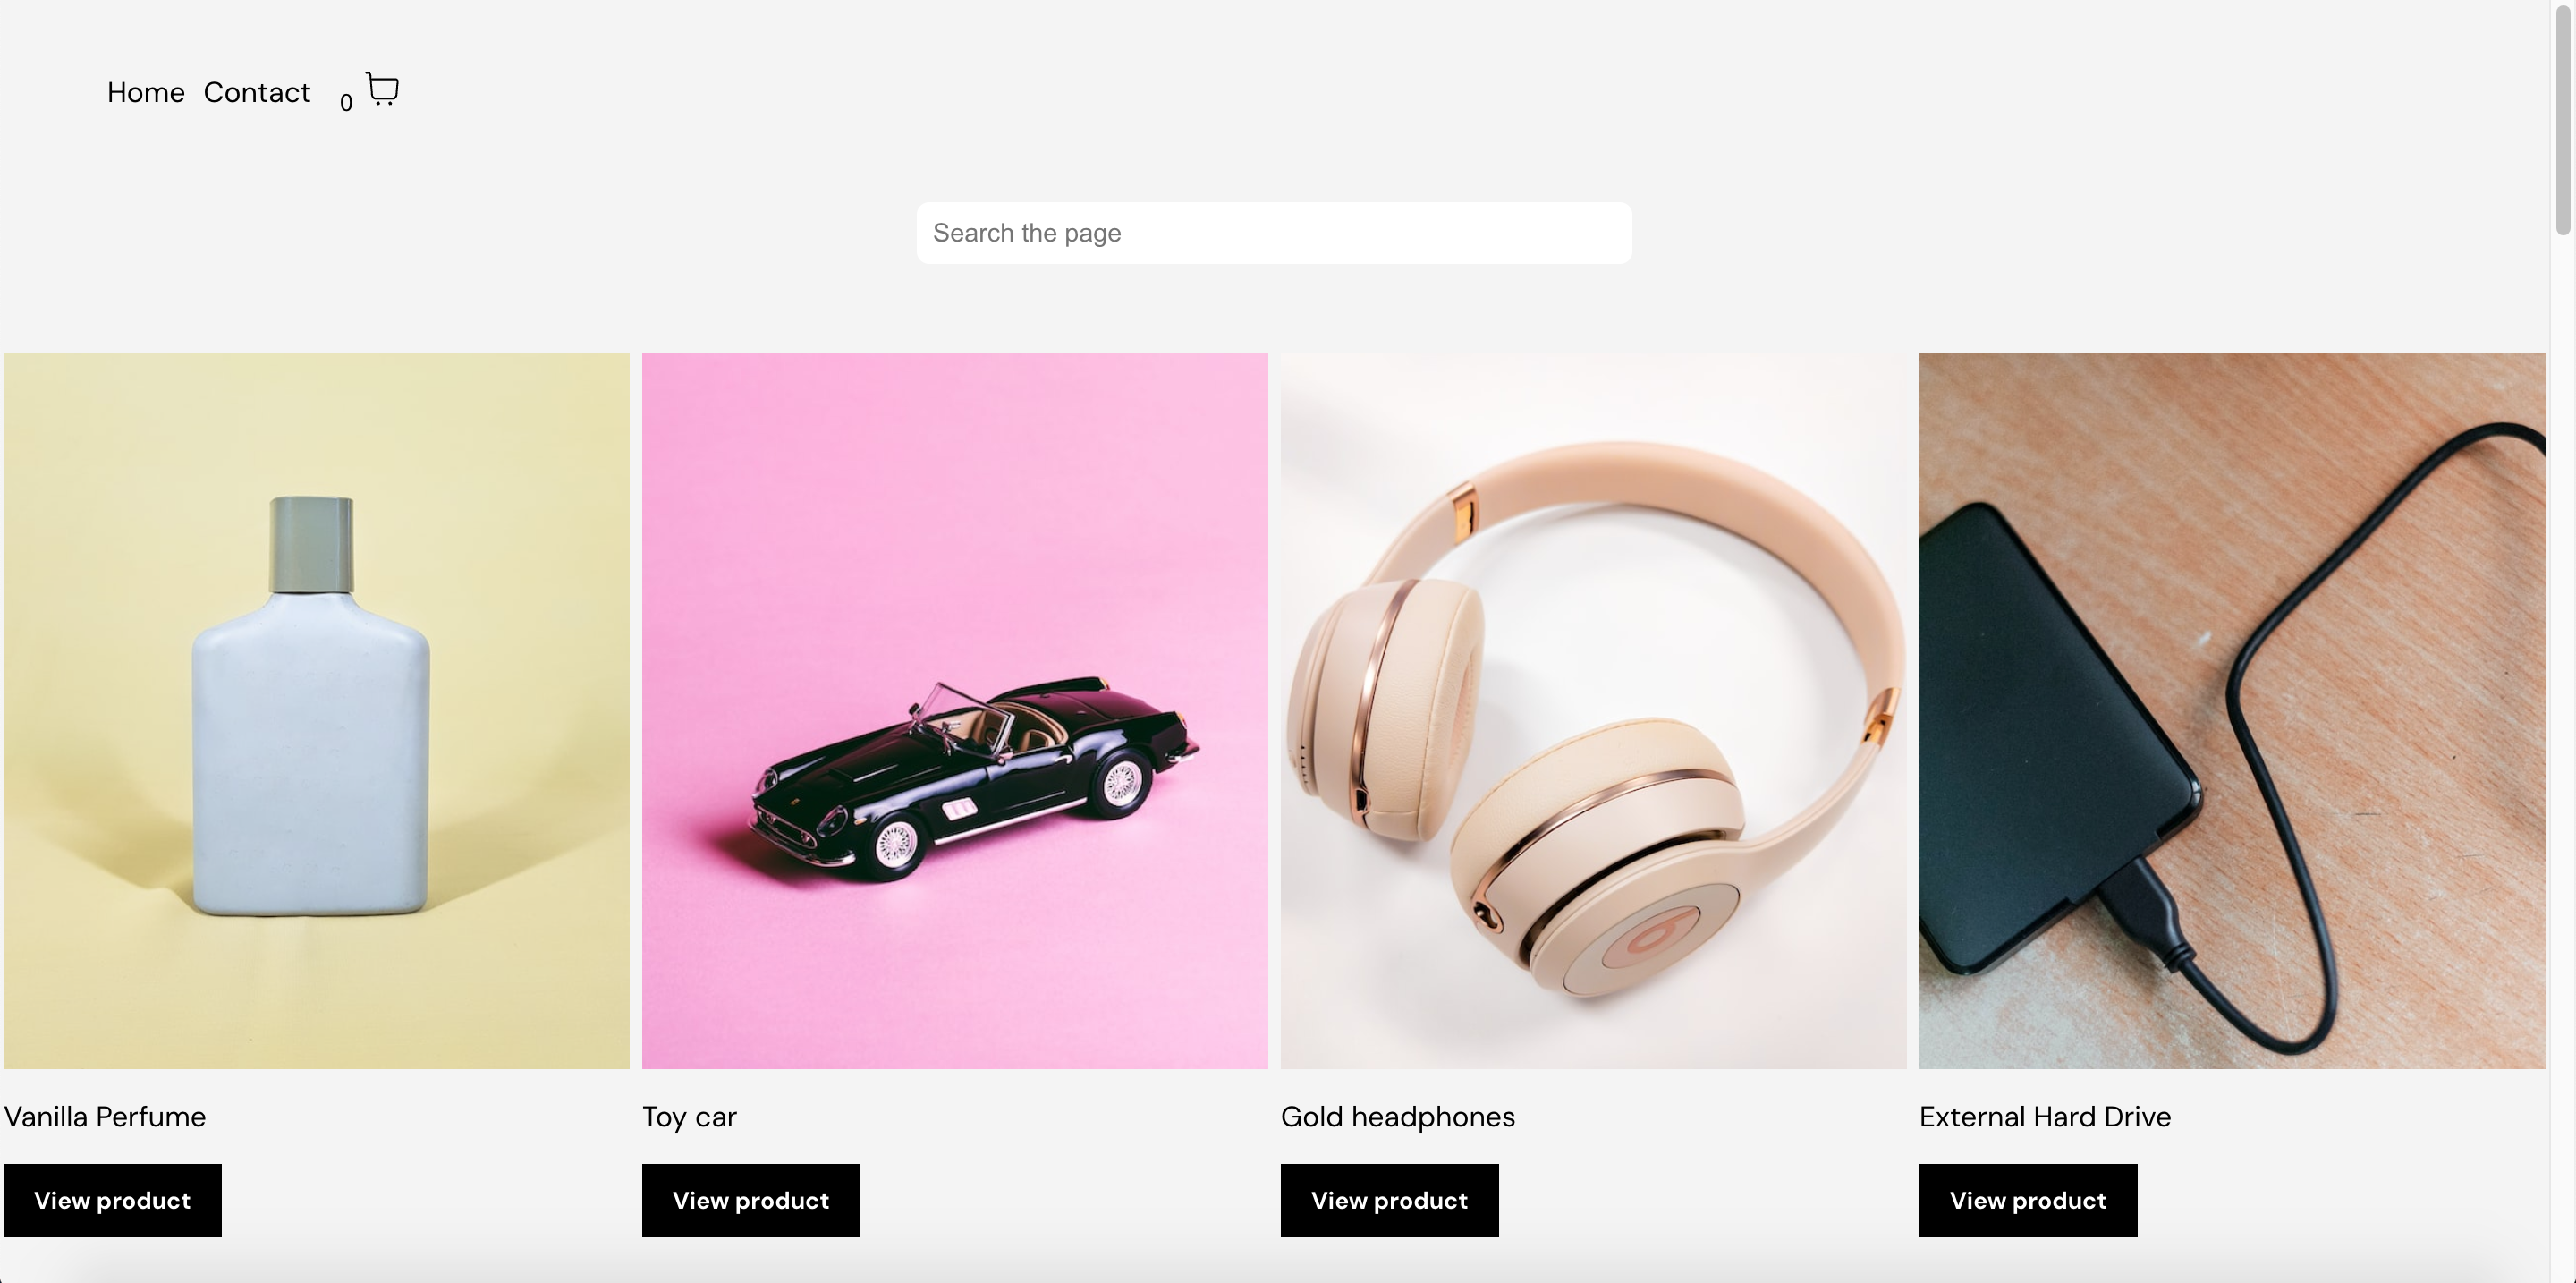 Home Contact 0
Search the page
Vanilla Perfume
Toy car
Gold headphones
External Hard Drive
View product
View product
View product
View product